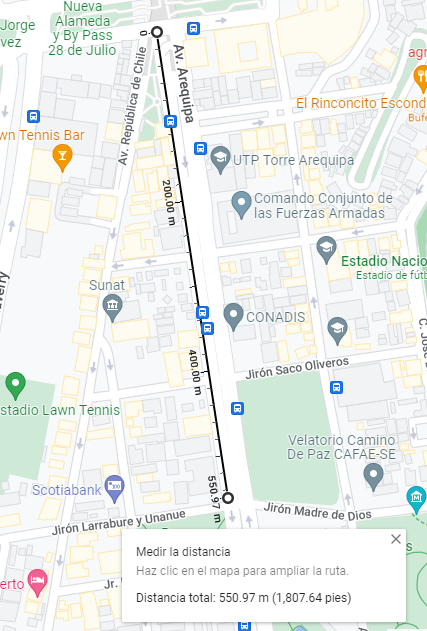 Nueva
Alameda
y By Pass
28 de Julio
Jorge
vez
0
Av. Arequipa
Av. República de Chile
agr
El Rinconcito Escond
Bufe
wn Tennis Bar
UTP Torre Arequipa
200.00 m
Comando Conjunto de
las Fuerzas Armadas
Estadio Nacio
Estadio de fútb
Sunat
CONADIS
C. José D
400.00 m
Jirón Saco Oliveros
stadio Lawn Tennis
Velatorio Camino
De Paz CAFAE-SE
Scotiabank
550.97 m
Jirón Madre de Dios
Jirón Larrabure y Unanue
erto
Jr.
Medir la distancia
Haz clic en el mapa para ampliar la ruta.
Distancia total: 550.97 m (1,807.64 pies)